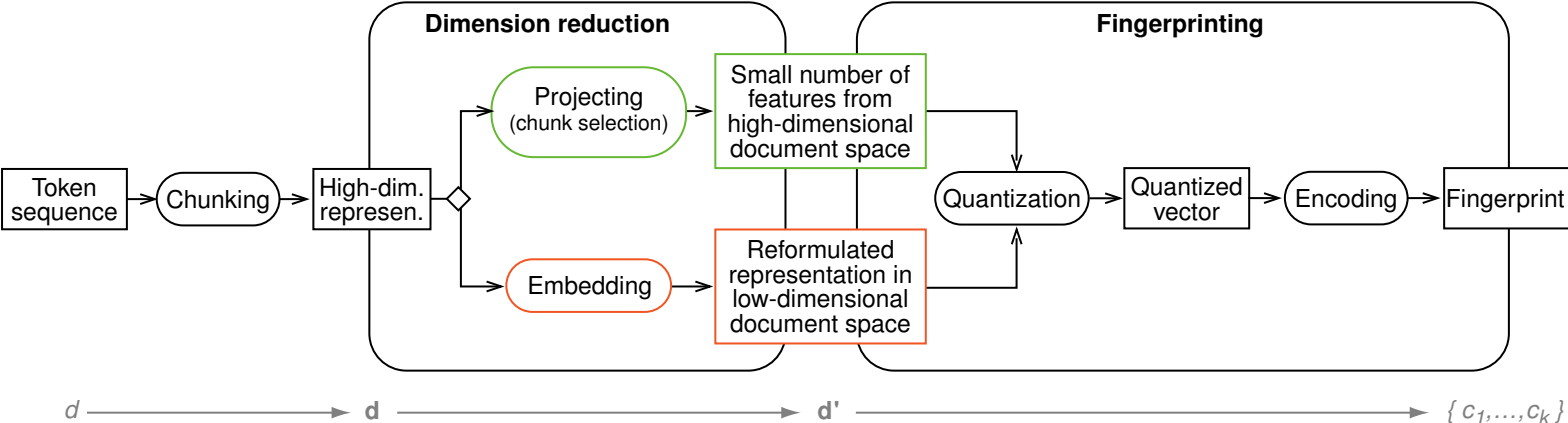 Dimension reduction
Fingerprinting
Token
sequence
Chunking
High-dim.
represen.
Projecting
(chunk selection)
Small number of
features from
high-dimensional
document space
Embedding
Reformulated
representation in
low-dimensional
document space
Quantization
Quantized
vector
Encoding
Fingerprint
d
d
d'
{ c1,...,ck }